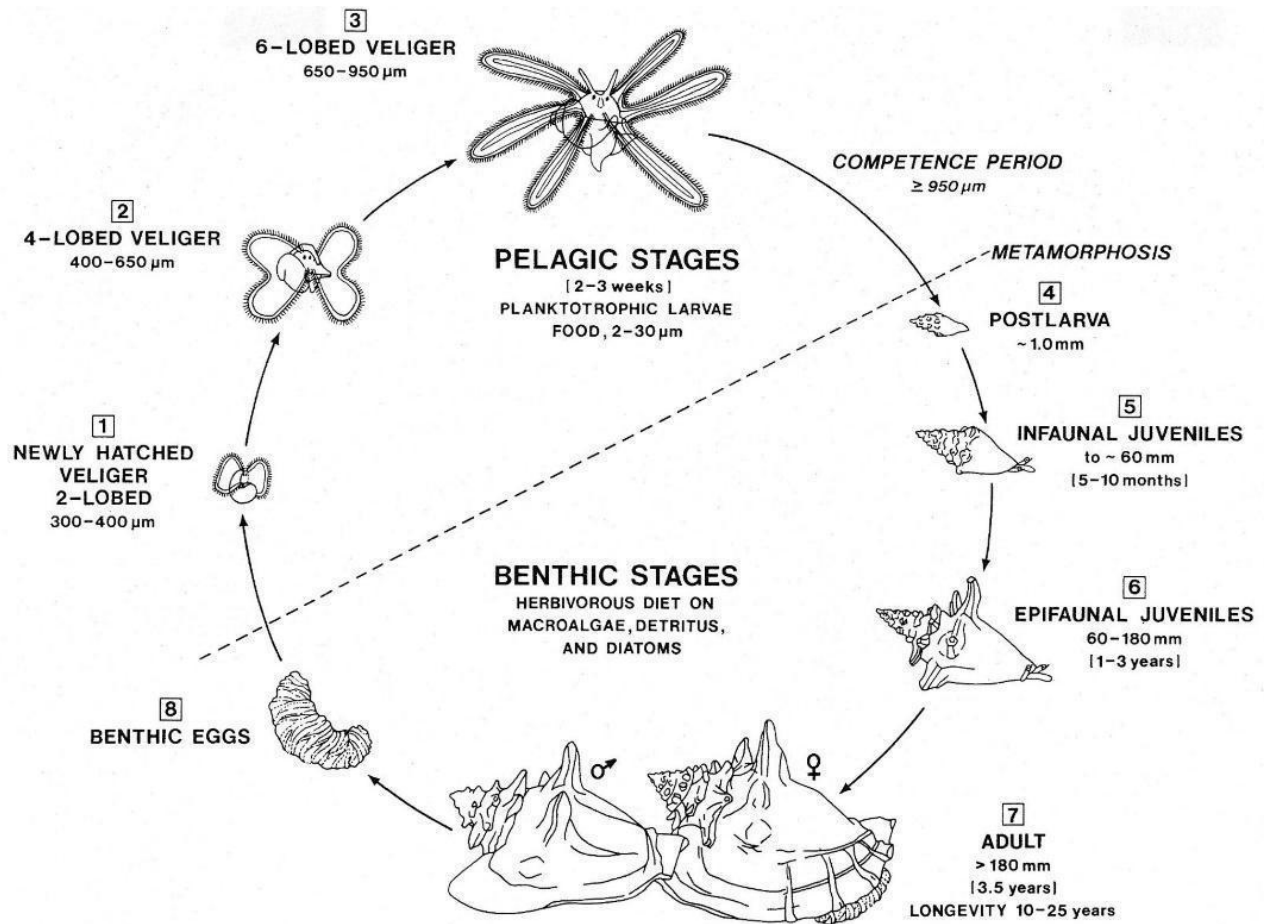 3
6-LOBED VELIGER
650-950 µm
COMPETENCE PERIOD
≥ 950 µm
2
4-LOBED VELIGER
400-650 µm
PELAGIC STAGES
[2-3 weeks]
PLANKTOTROPHIC LARVAE
FOOD, 2-30 µm
METAMORPHOSIS
4
POSTLARVA
~ 1.0 mm
1
NEWLY HATCHED
VELIGER
2-LOBED
300-400 µm
5
INFAUNAL JUVENILES
to ~ 60 mm
[5-10 months]
BENTHIC STAGES
HERBIVOROUS DIET ON
MACROALGAE, DETRITUS,
AND DIATOMS
6
EPIFAUNAL JUVENILES
60-180 mm
[1-3 years]
8
BENTHIC EGGS
♂
♀
7
ADULT
> 180 mm
[3.5 years]
LONGEVITY 10-25 years